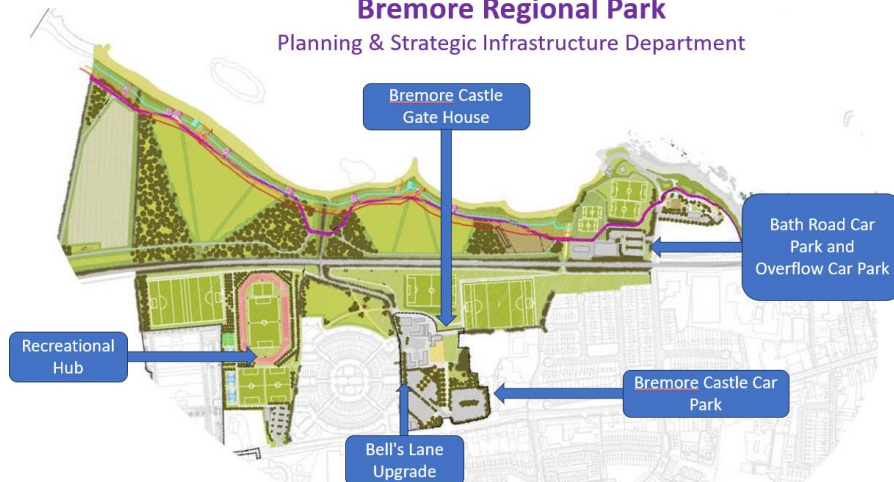 Bremore Regional Park
Planning & Strategic Infrastructure Department
Bremore Castle
Gate House
Bath Road Car
Park and
Overflow Car Park
Recreational
Hub
Bremore Castle Car
Park
Bell's Lane
Upgrade